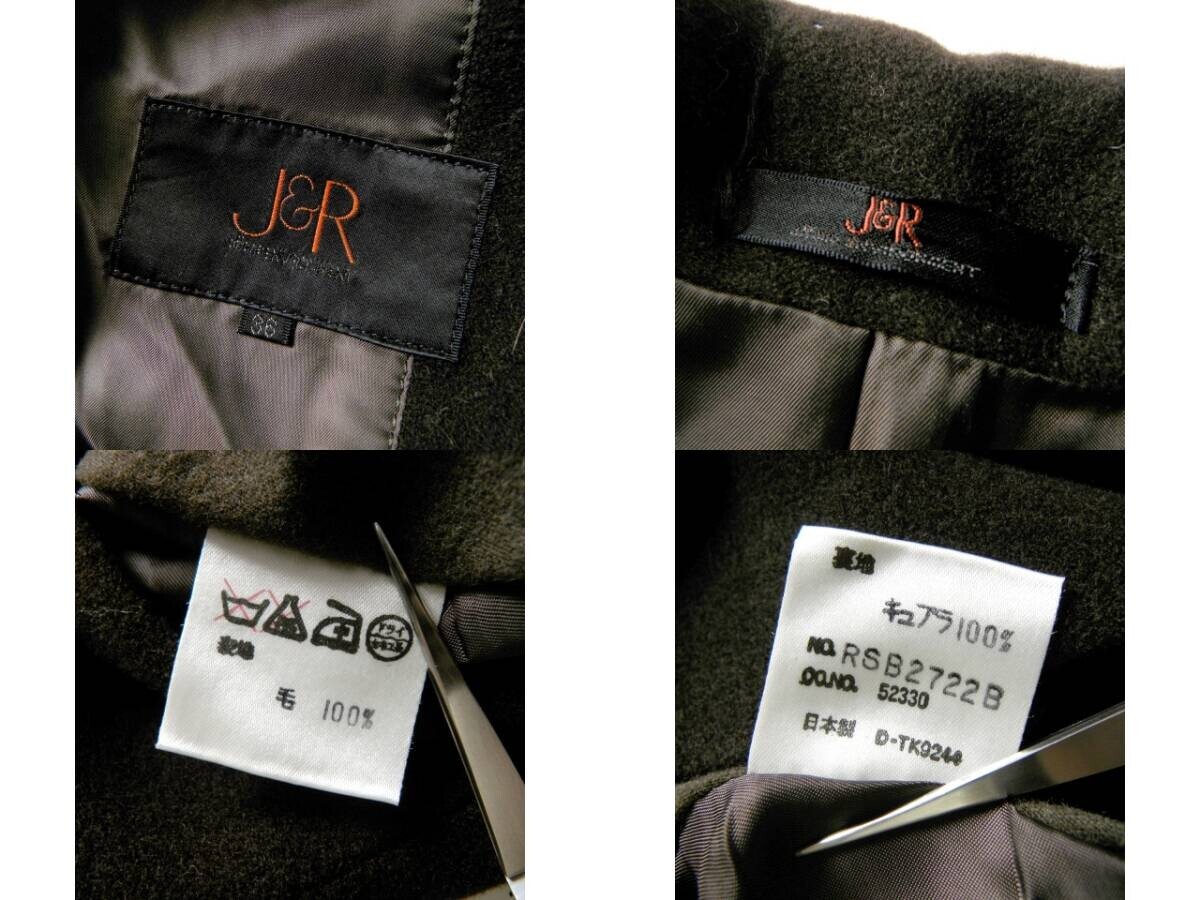 J&R
36
J&R
表地
毛 100%
ドライ
裏地
キュプラ100%
NO. RSB2722B
OO.NO. 52330
日本製 D-TK9244